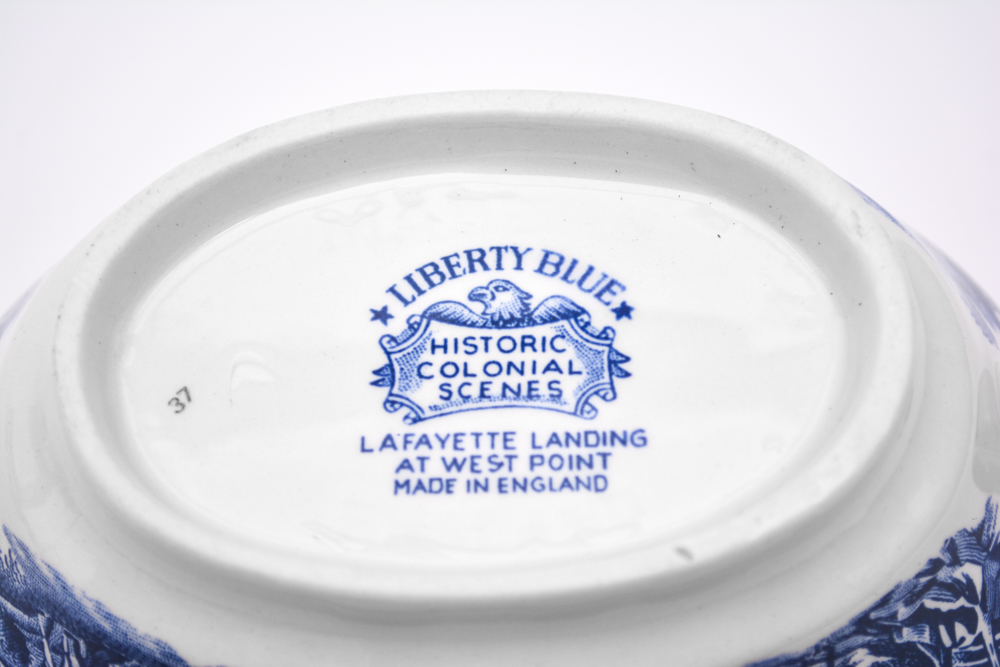 LIBERTY BLUE
HISTORIC
COLONIAL
SCENES
LAFAYETTE LANDING
AT WEST POINT
MADE IN ENGLAND
37